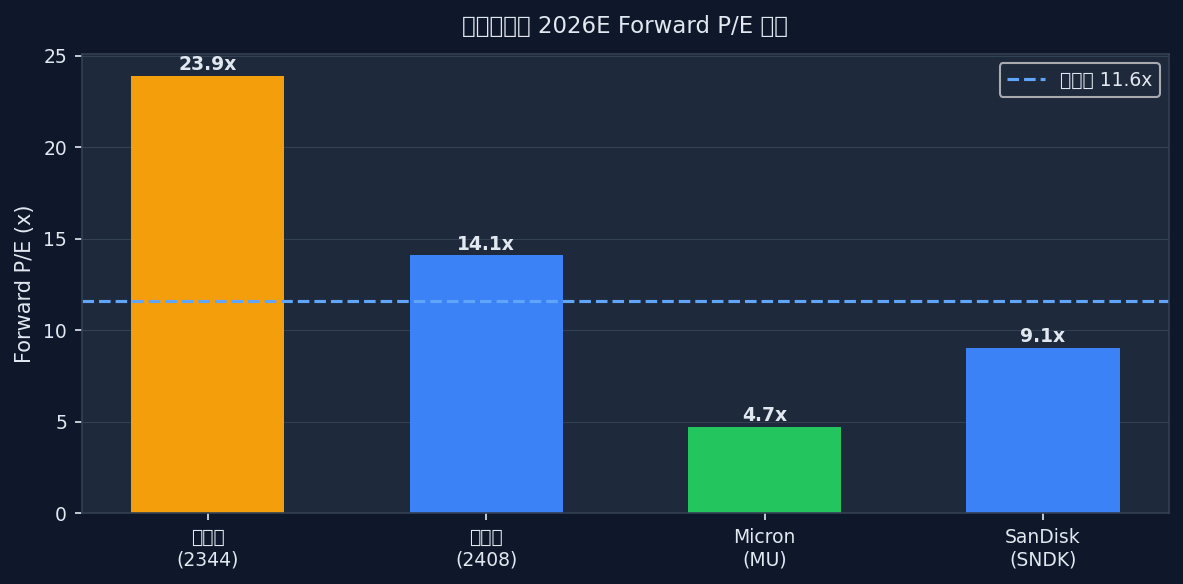 2026E Forward P/E
11.6x
Forward P/E (x)
25
20
15
10
5
0
23.9x
14.1x
4.7x
9.1x
(2344)
(2408)
Micron
(MU)
SanDisk
(SNDK)